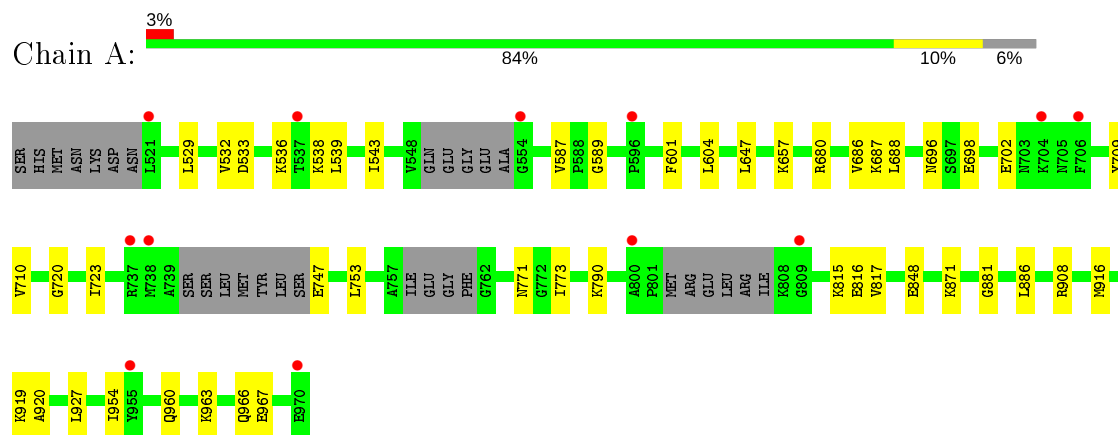 3%
Chain A:
84% 10% 6%
SER HIS MET ASN LYS ASP ASN L521 L529 V532 D533 K536 T537 K538 L539 I543 V548 GLN GLU GLY GLU ALA G554 V587 P588 G589 P596 F601 L604 L647 K657 R680 V686 K687 L688 N696 S697 E698 E702 N703 K704 N705 F706 Y709
V710 G720 I723 R737 M738 A739 SER SER LEU MET TYR LEU SER E747 L753 A757 ILE GLU GLY PHE G762 N771 G772 I773 K790 A800 P801 MET ARG GLU LEU ARG ILE K808 G809 K815 E816 V817 E848 K871 G881 L886 R908 M916
K919 A920 L927 I954 Y955 Q960 K963 Q966 E967 E970